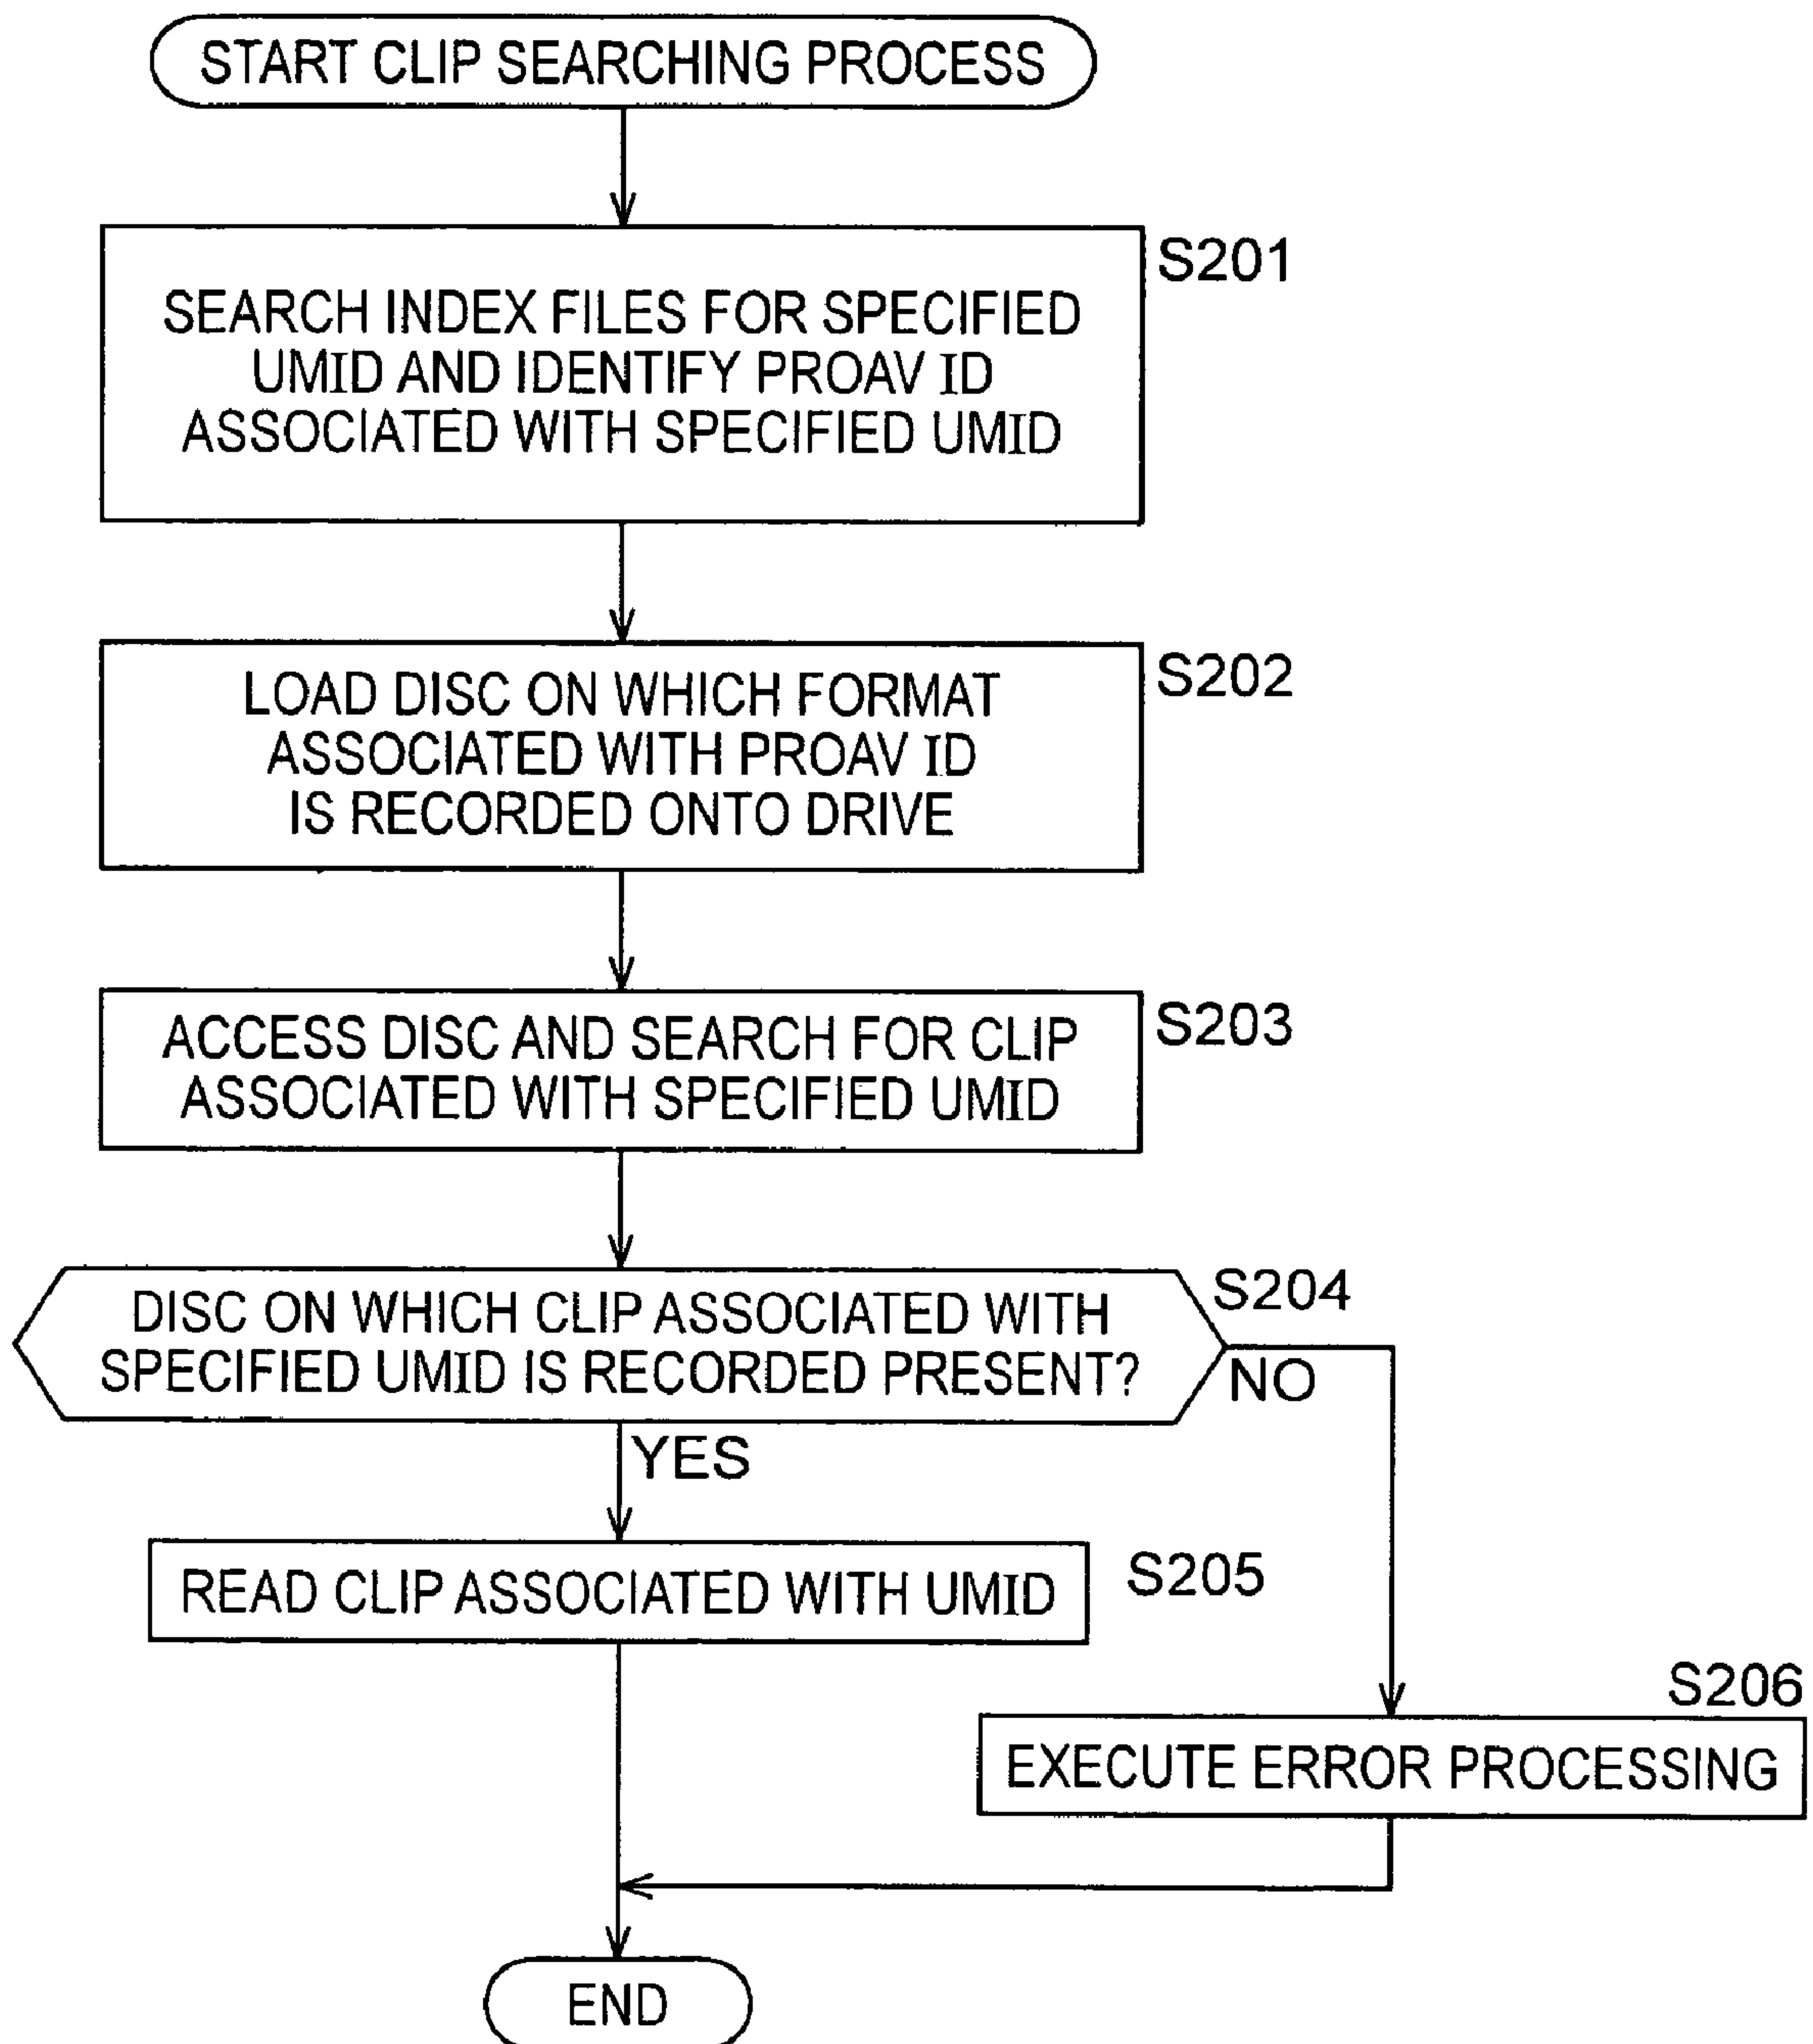 START CLIP SEARCHING PROCESS
S201
SEARCH INDEX FILES FOR SPECIFIED
UMID AND IDENTIFY PROAV ID
ASSOCIATED WITH SPECIFIED UMID
S202
LOAD DISC ON WHICH FORMAT
ASSOCIATED WITH PROAV ID
IS RECORDED ONTO DRIVE
S203
ACCESS DISC AND SEARCH FOR CLIP
ASSOCIATED WITH SPECIFIED UMID
S204
DISC ON WHICH CLIP ASSOCIATED WITH
SPECIFIED UMID IS RECORDED PRESENT?
NO
YES
READ CLIP ASSOCIATED WITH UMID
S205
S206
EXECUTE ERROR PROCESSING
END